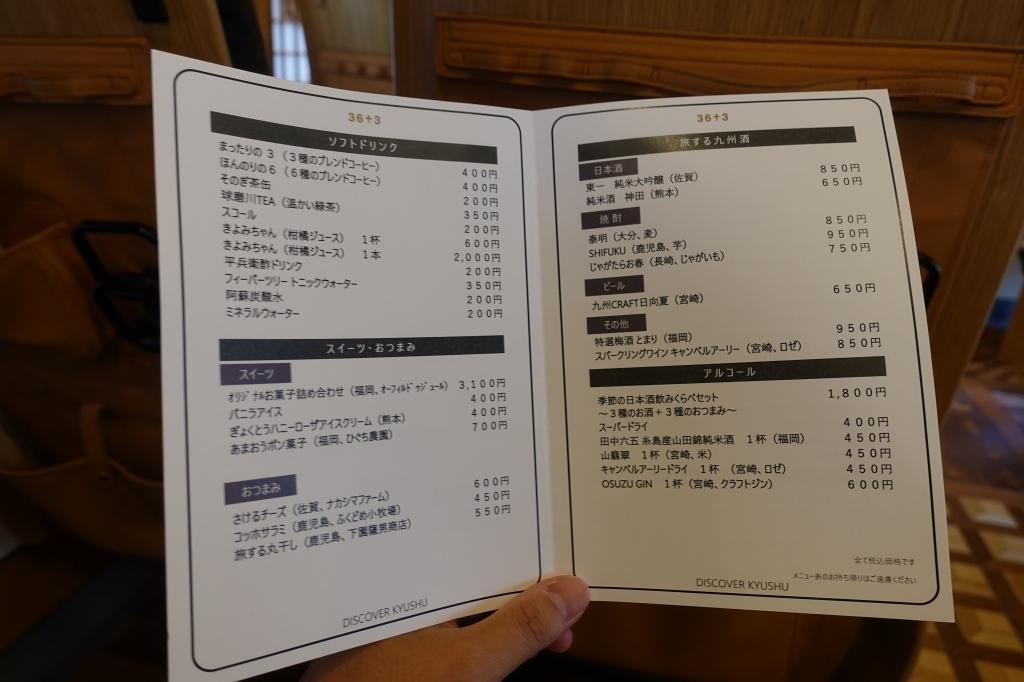 36+3
ソフトドリンク
まったりの 3 （3種のブレンドコーヒー） 400円
ほんのりの6 （6種のブレンドコーヒー） 400円
そのぎ茶缶 200円
球磨川TEA（温かい緑茶） 350円
スコール 200円
きよみちゃん（柑橘ジュース） 1杯 600円
きよみちゃん（柑橘ジュース） 1本 2,000円
平兵衛酢ドリンク 200円
フィーバーツリー トニックウォーター 350円
阿蘇炭酸水 200円
ミネラルウォーター 200円
スイーツ・おつまみ
スイーツ
オリジナルお菓子詰め合わせ（福岡、オーフィルドゥジュール） 3,100円
バニラアイス 400円
ぎょくとうハニーローザアイスクリーム（熊本） 400円
あまおうポン菓子（福岡、ひぐち農園） 700円
おつまみ
さけるチーズ（佐賀、ナカシマファーム） 600円
コッホサラミ（鹿児島、ふくどめ小牧場） 450円
旅する丸干し（鹿児島、下園薩男商店） 550円
DISCOVER KYUSHU
36+3
旅する九州酒
日本酒
東一 純米大吟醸（佐賀） 850円
純米酒 神田（熊本） 650円
焼酎
泰明（大分、麦） 850円
SHIFUKU（鹿児島、芋） 950円
じゃがたらお春（長崎、じゃがいも） 750円
ビール
九州CRAFT日向夏（宮崎） 650円
その他
特選梅酒 とまり（福岡） 950円
スパークリングワイン キャンベルアーリー（宮崎、ロゼ） 850円
アルコール
季節の日本酒飲みくらべセット 1,800円
～3種のお酒＋3種のおつまみ～
スーパードライ 400円
田中六五 糸島産山田錦純米酒 1杯（福岡） 450円
山翡翠 1杯（宮崎、米） 450円
キャンベルアーリードライ 1杯 （宮崎、ロゼ） 450円
OSUZU GIN 1杯（宮崎、クラフトジン） 600円
全て税込価格です
メニュー表のお持ち帰りはご遠慮ください
DISCOVER KYUSHU